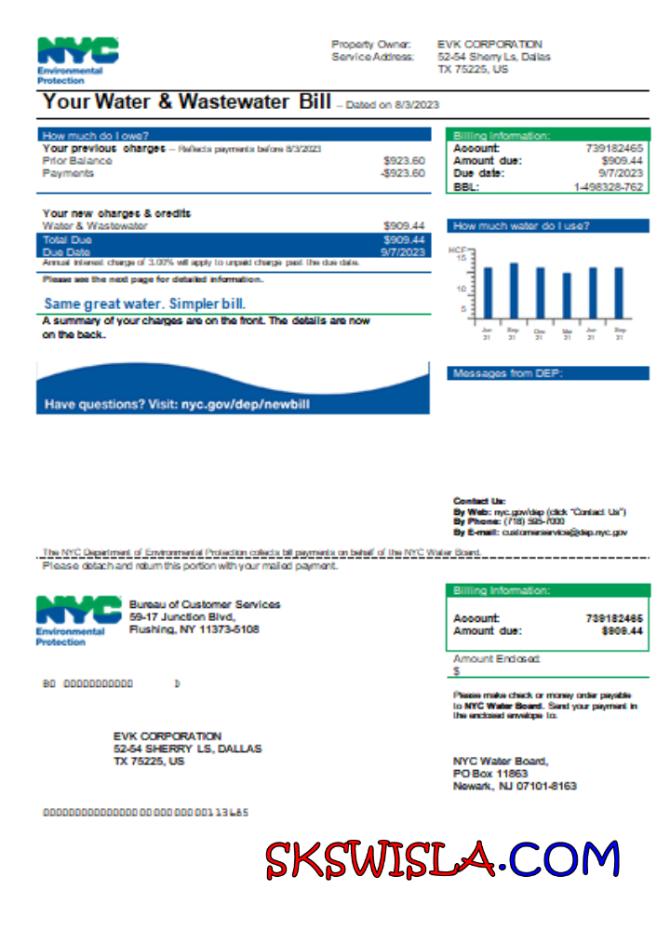 NYC
Environmental
Protection
Property Owner: EVK CORPORATION
Service Address: 52-54 Sherry Ls, Dallas
TX 75225, US
Your Water & Wastewater Bill – Dated on 8/3/2023
How much do I owe?
Your previous charges – Reflects payments before 8/3/2023
Prior Balance $923.60
Payments -$923.60
Your new charges & credits
Water & Wastewater $909.44
Total Due $909.44
Due Date 9/7/2023
Annual interest charge of 3.00% will apply to unpaid charge past the due date.
Please see the next page for detailed information.
Same great water. Simpler bill.
A summary of your charges are on the front. The details are now
on the back.
Have questions? Visit: nyc.gov/dep/newbill
Billing Information:
Account: 739182465
Amount due: $909.44
Due date: 9/7/2023
BBL: 1-498328-762
How much water do I use?
HCF
15
10
5
Jun Sep Dec Mar Jun Sep
21 21 31 31 31 31
Messages from DEP:
Contact Us:
By Web: nyc.gov/dep (click "Contact Us")
By Phone: (718) 595-7000
By E-mail: customerservice@dep.nyc.gov
The NYC Department of Environmental Protection collects bill payments on behalf of the NYC Water Board.
Please detach and return this portion with your mailed payment.
NYC
Environmental
Protection
Bureau of Customer Services
59-17 Junction Blvd,
Flushing, NY 11373-5108
Billing Information:
Account: 739182465
Amount due: $909.44
Amount Enclosed:
$
Please make check or money order payable
to NYC Water Board. Send your payment in
the enclosed envelope to.
EVK CORPORATION
52-54 SHERRY LS, DALLAS
TX 75225, US
NYC Water Board,
PO Box 11863
Newark, NJ 07101-8163
SKSWISLA.COM